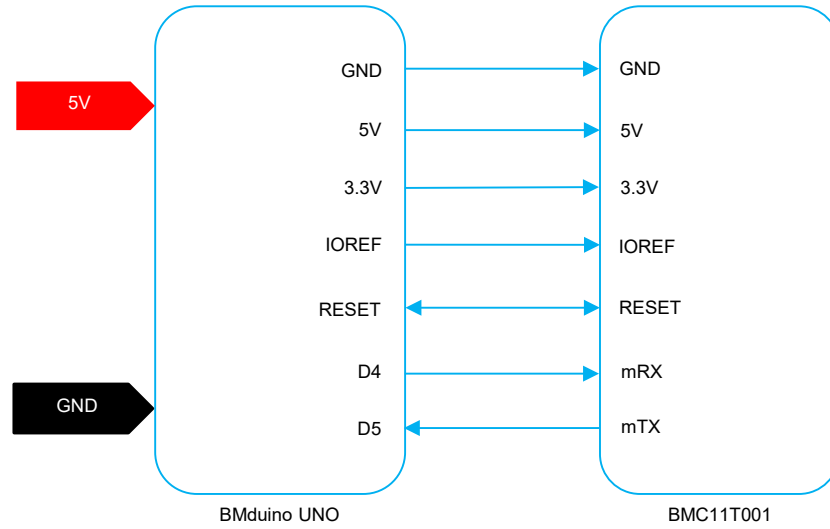 5V
GND
GND
5V
3.3V
IOREF
RESET
D4
D5
BMduino UNO
GND
5V
3.3V
IOREF
RESET
mRX
mTX
BMC11T001